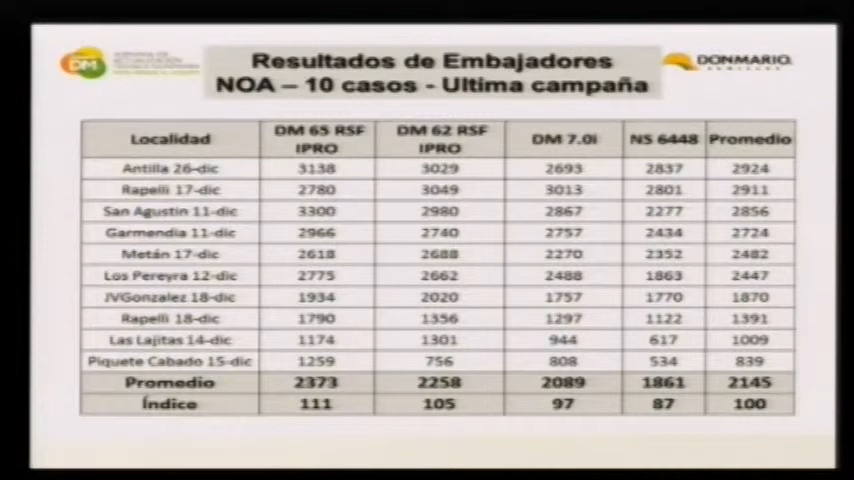 DM
JORNADA DE
ACTUALIZACIÓN
Resultados de Embajadores
NOA – 10 casos - Ultima campaña
DONMARIO.
SEMILLAS
Localidad DM 65 RSF IPRO DM 62 RSF IPRO DM 7.0i NS 6448 Promedio
Antilla 26-dic 3138 3029 2693 2837 2924
Rapelli 17-dic 2780 3049 3013 2801 2911
San Agustin 11-dic 3300 2980 2867 2277 2856
Garmendia 11-dic 2966 2740 2757 2434 2724
Metán 17-dic 2618 2688 2270 2352 2482
Los Pereyra 12-dic 2775 2662 2488 1863 2447
JVGonzalez 18-dic 1934 2020 1757 1770 1870
Rapelli 18-dic 1790 1356 1297 1122 1391
Las Lajitas 14-dic 1174 1301 944 617 1009
Piquete Cabado 15-dic 1259 756 808 534 839
Promedio 2373 2258 2089 1861 2145
Índice 111 105 97 87 100